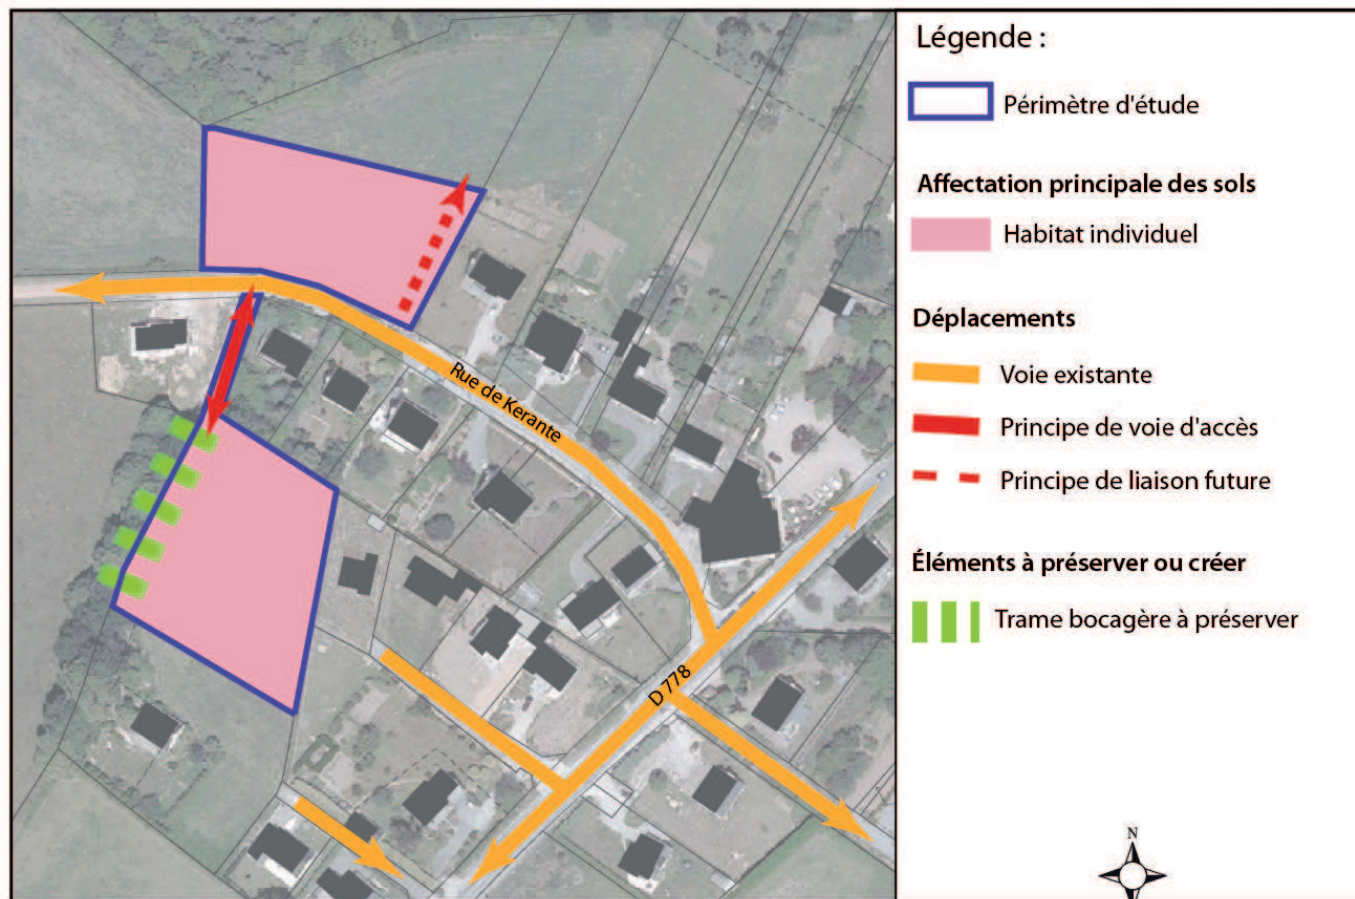 Légende :
Périmètre d'étude
Affectation principale des sols
Habitat individuel
Déplacements
Voie existante
Principe de voie d'accès
Principe de liaison future
Éléments à préserver ou créer
Trame bocagère à préserver
N
Rue de Kerante
D 778